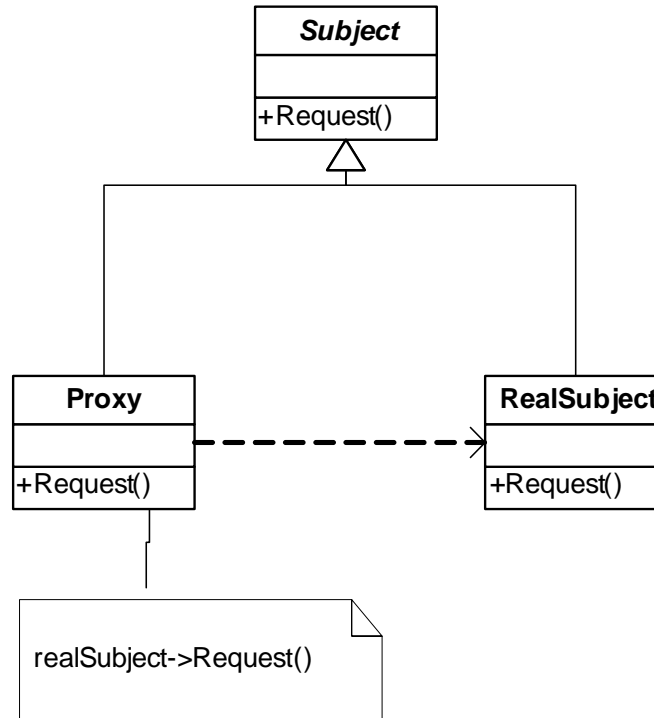 Subject
+Request()
Proxy
+Request()
RealSubject
+Request()
realSubject->Request()